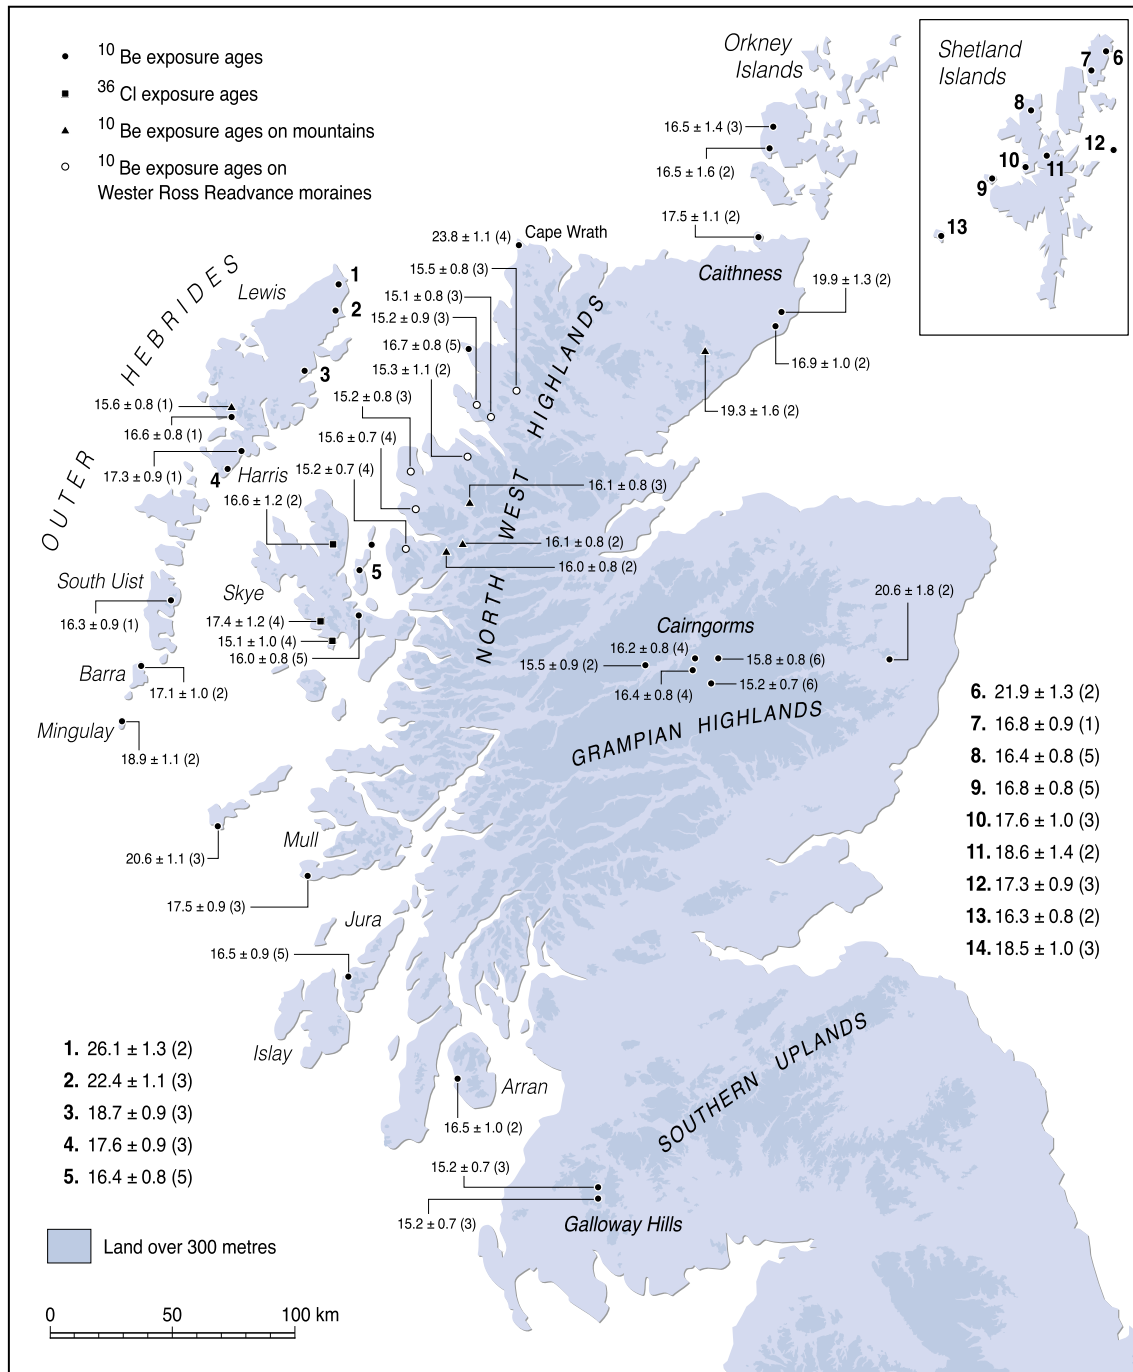 10 Be exposure ages
36 Cl exposure ages
10 Be exposure ages on mountains
10 Be exposure ages on
Wester Ross Readvance moraines
Orkney
Islands
16.5 ± 1.4 (3)
16.5 ± 1.6 (2)
17.5 ± 1.1 (2)
Shetland
Islands
7
6
8
12
10
11
9
13
23.8 ± 1.1 (4)
Cape Wrath
15.5 ± 0.8 (3)
15.1 ± 0.8 (3)
15.2 ± 0.9 (3)
16.7 ± 0.8 (5)
15.3 ± 1.1 (2)
15.2 ± 0.8 (3)
15.6 ± 0.7 (4)
15.2 ± 0.7 (4)
Caithness
19.9 ± 1.3 (2)
16.9 ± 1.0 (2)
19.3 ± 1.6 (2)
OUTER HEBRIDES
Lewis
1
2
3
15.6 ± 0.8 (1)
16.6 ± 0.8 (1)
17.3 ± 0.9 (1)
4
Harris
16.6 ± 1.2 (2)
NORTH WEST HIGHLANDS
16.1 ± 0.8 (3)
16.1 ± 0.8 (2)
16.0 ± 0.8 (2)
5
South Uist
16.3 ± 0.9 (1)
Skye
17.4 ± 1.2 (4)
15.1 ± 1.0 (4)
16.0 ± 0.8 (5)
Barra
17.1 ± 1.0 (2)
Mingulay
18.9 ± 1.1 (2)
20.6 ± 1.8 (2)
Cairngorms
16.2 ± 0.8 (4)
15.8 ± 0.8 (6)
15.5 ± 0.9 (2)
16.4 ± 0.8 (4)
15.2 ± 0.7 (6)
GRAMPIAN HIGHLANDS
6. 21.9 ± 1.3 (2)
7. 16.8 ± 0.9 (1)
8. 16.4 ± 0.8 (5)
9. 16.8 ± 0.8 (5)
10. 17.6 ± 1.0 (3)
11. 18.6 ± 1.4 (2)
12. 17.3 ± 0.9 (3)
13. 16.3 ± 0.8 (2)
14. 18.5 ± 1.0 (3)
20.6 ± 1.1 (3)
Mull
17.5 ± 0.9 (3)
Jura
16.5 ± 0.9 (5)
Islay
Arran
16.5 ± 1.0 (2)
SOUTHERN UPLANDS
15.2 ± 0.7 (3)
15.2 ± 0.7 (3)
Galloway Hills
1. 26.1 ± 1.3 (2)
2. 22.4 ± 1.1 (3)
3. 18.7 ± 0.9 (3)
4. 17.6 ± 0.9 (3)
5. 16.4 ± 0.8 (5)
Land over 300 metres
0 50 100 km